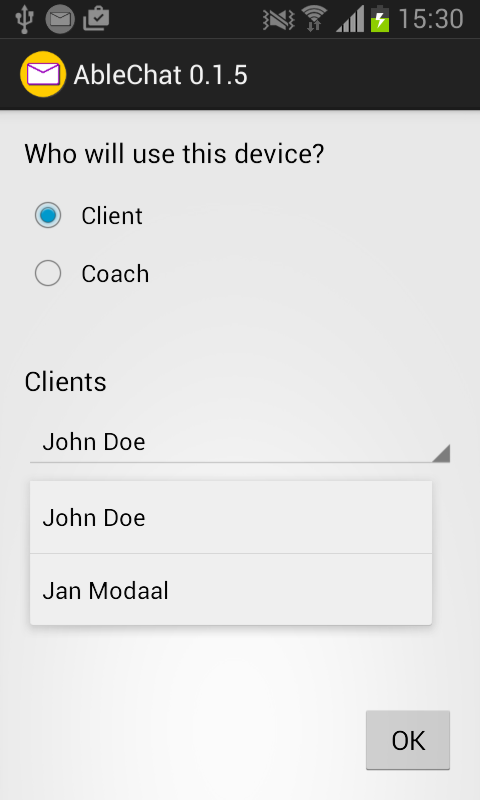 15:30
AbleChat 0.1.5
Who will use this device?
Client
Coach
Clients
John Doe
John Doe
Jan Modaal
OK